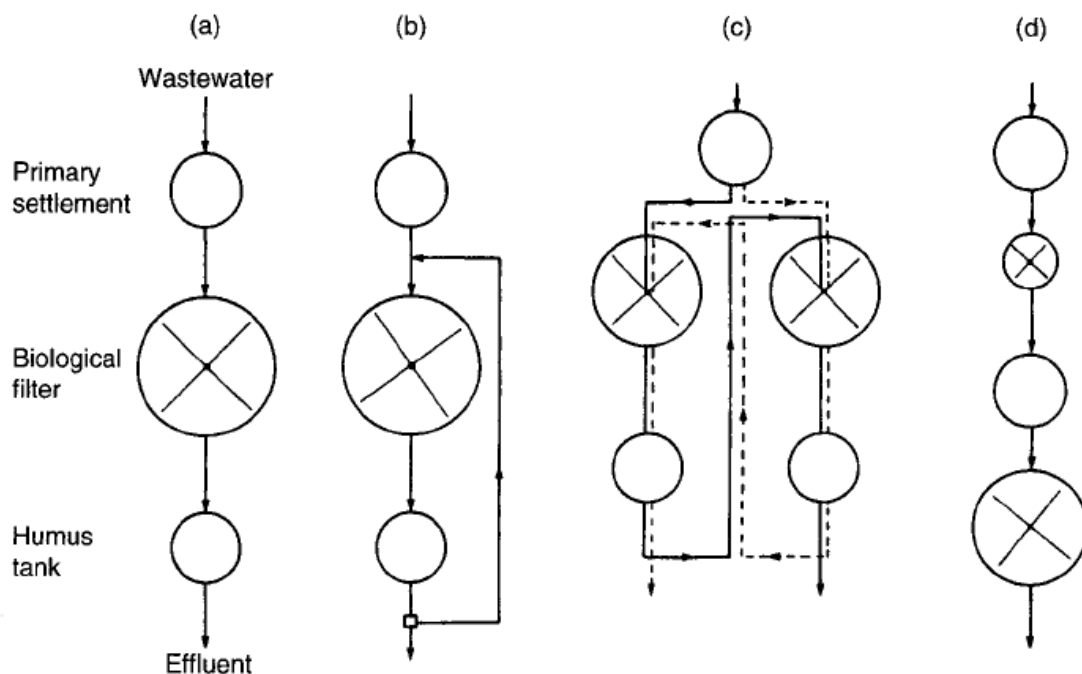 (a)
(b)
(c)
(d)
Wastewater
Primary
settlement
Biological
filter
Humus
tank
Effluent